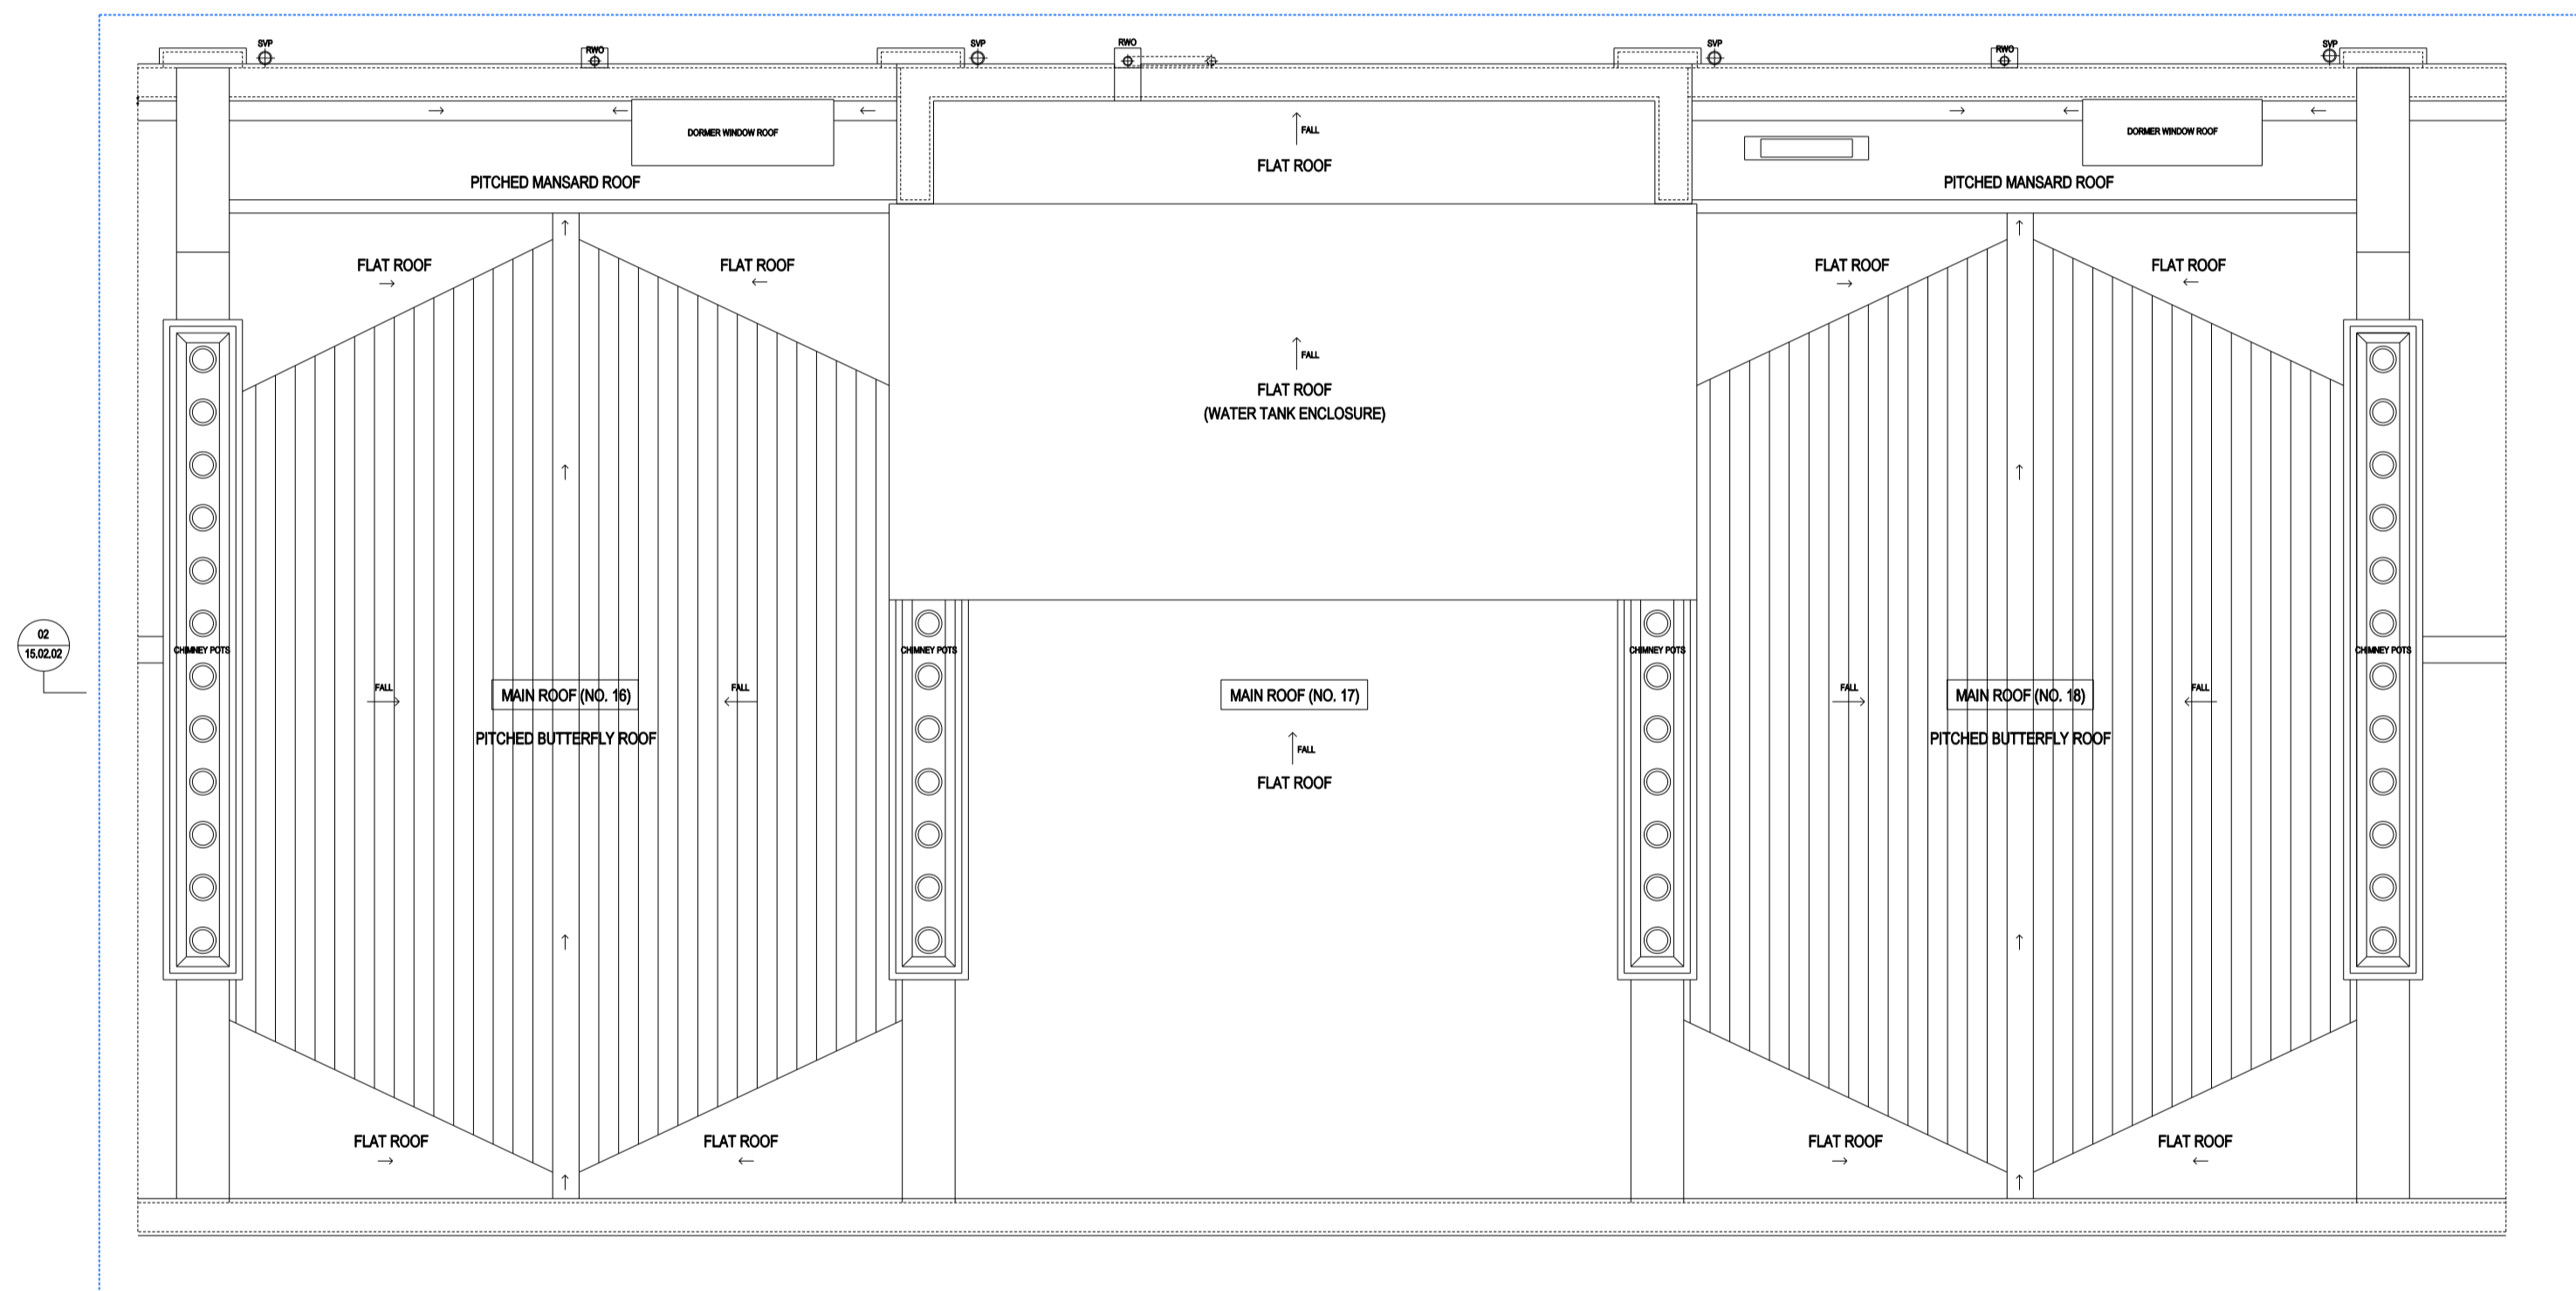 SVP
RWO
SVP
RWO
SVP
RWO
SVP
DORMER WINDOW ROOF
FALL
DORMER WINDOW ROOF
FLAT ROOF
PITCHED MANSARD ROOF
PITCHED MANSARD ROOF
FLAT ROOF
FLAT ROOF
FLAT ROOF
FLAT ROOF
FALL
FLAT ROOF
(WATER TANK ENCLOSURE)
02
15.02.02
CHIMNEY POTS
CHIMNEY POTS
CHIMNEY POTS
CHIMNEY POTS
FALL
FALL
FALL
FALL
MAIN ROOF (NO. 16)
MAIN ROOF (NO. 17)
MAIN ROOF (NO. 18)
PITCHED BUTTERFLY ROOF
PITCHED BUTTERFLY ROOF
FALL
FLAT ROOF
FLAT ROOF
FLAT ROOF
FLAT ROOF
FLAT ROOF